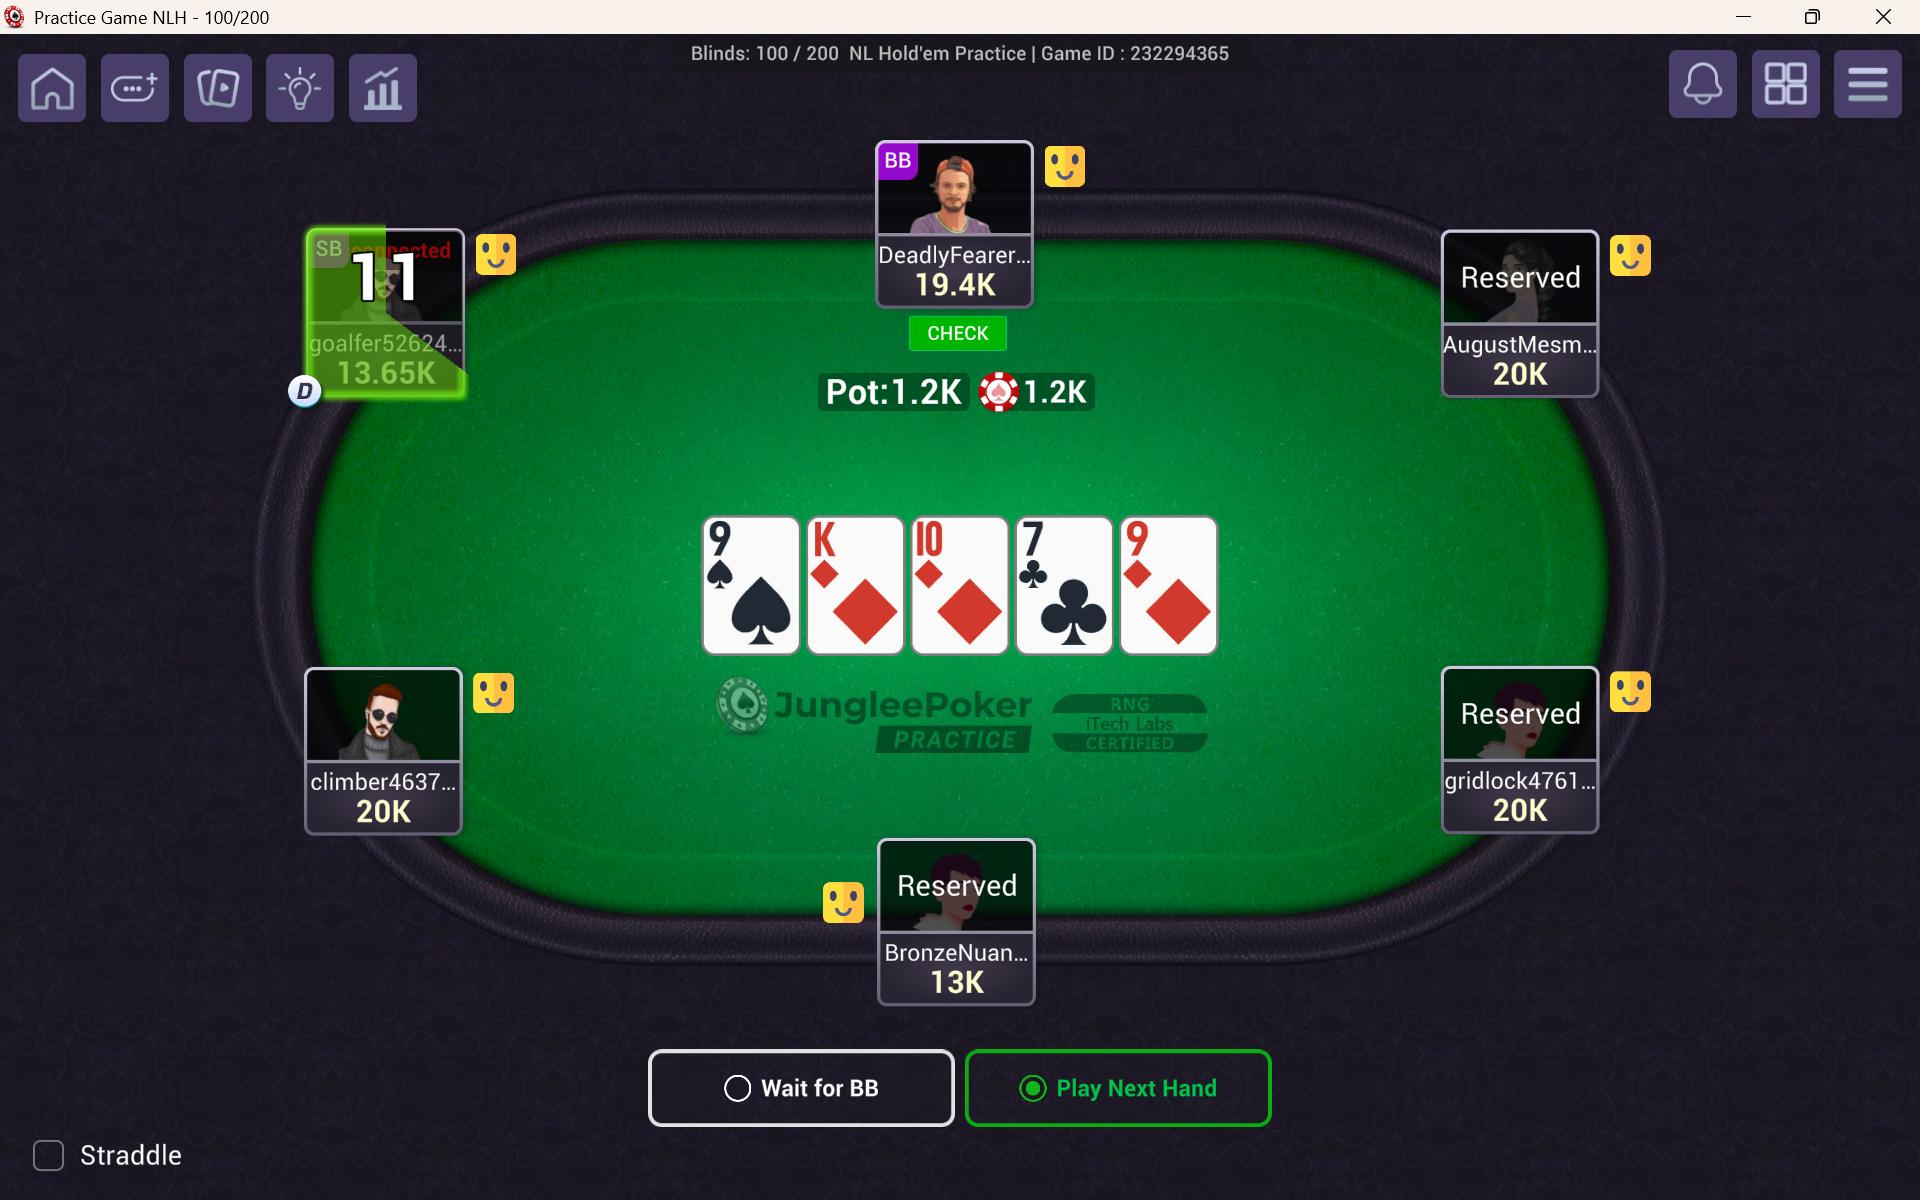 Practice Game NLH - 100/200
Blinds: 100 / 200 NL Hold'em Practice | Game ID : 232294365
BB
DeadlyFearer...
19.4K
CHECK
SB
11
goalfer52624...
13.65K
D
Reserved
AugustMesm...
20K
Pot:1.2K
1.2K
9
K
10
7
9
JungleePoker
PRACTICE
RNG
iTech Labs
CERTIFIED
climber4637...
20K
Reserved
gridlock4761...
20K
Reserved
BronzeNuan...
13K
Wait for BB
Play Next Hand
Straddle